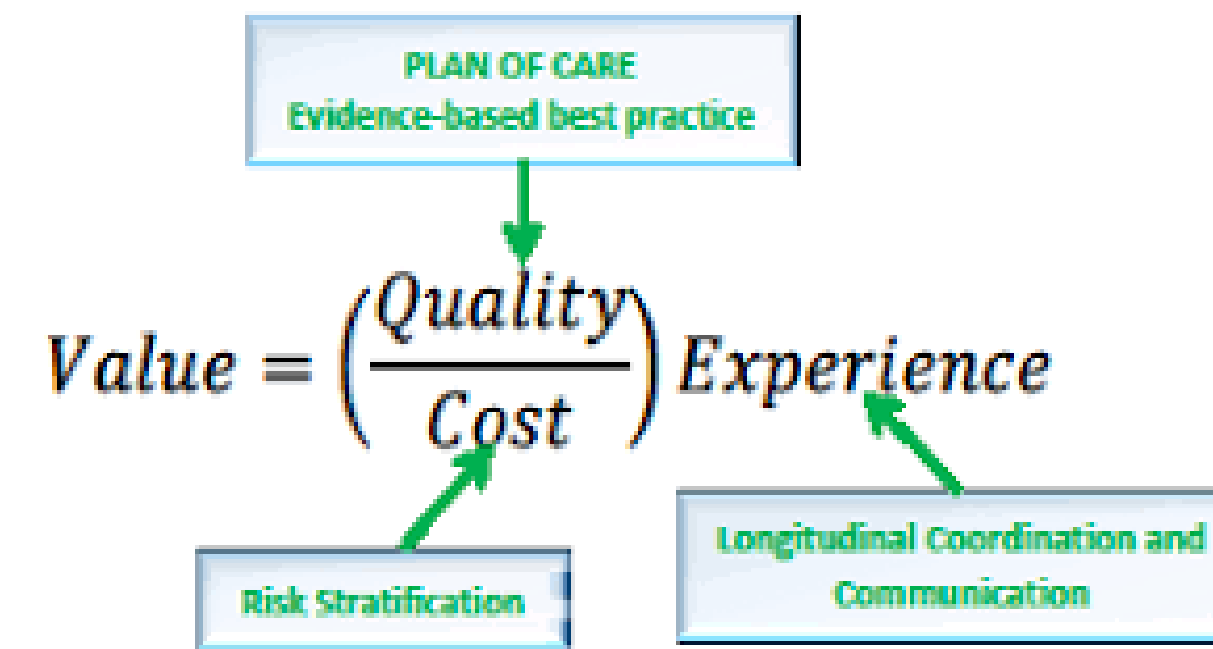 PLAN OF CARE
Evidence-based best practice
Value = (Quality/Cost) Experience
Risk Stratification
Longitudinal Coordination and
Communication